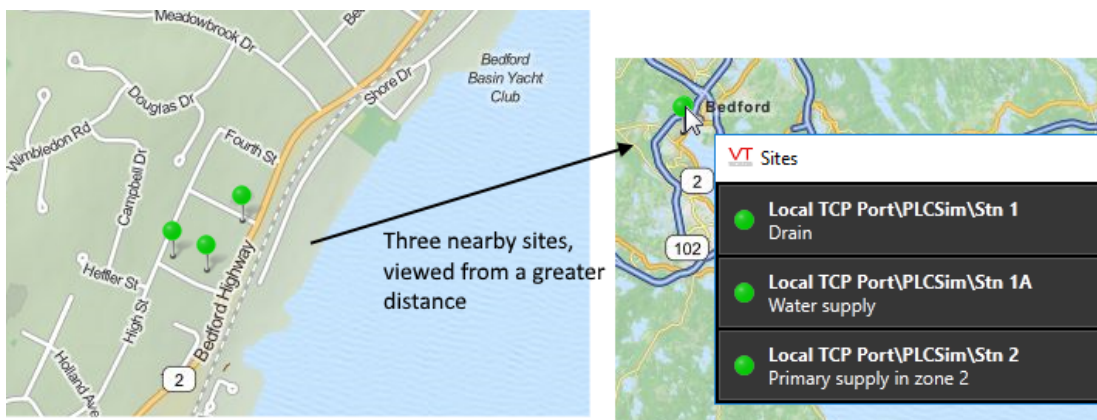 Meadowbrook Dr
Be
Bedford
Basin Yacht
Club
Shore Dr
Douglas Dr
Wimbledon Rd
Fourth St
Campbell Dr
Heffler St
High St
Bedford Highway
Holland Ave
2
Three nearby sites,
viewed from a greater
distance
Bedford
2
102
VT Sites
Local TCP Port\PLCSim\Stn 1
Drain
Local TCP Port\PLCSim\Stn 1A
Water supply
Local TCP Port\PLCSim\Stn 2
Primary supply in zone 2